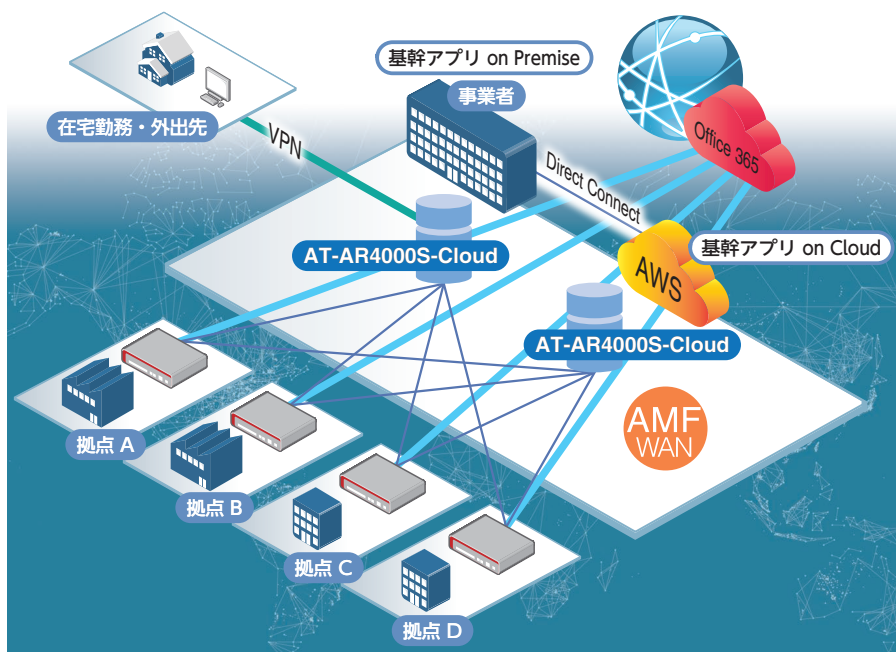 基幹アプリ on Premise
事業者
在宅勤務・外出先
VPN
Office 365
Direct Connect
基幹アプリ on Cloud
AT-AR4000S-Cloud
AWS
AT-AR4000S-Cloud
AMF
WAN
拠点 A
拠点 B
拠点 C
拠点 D